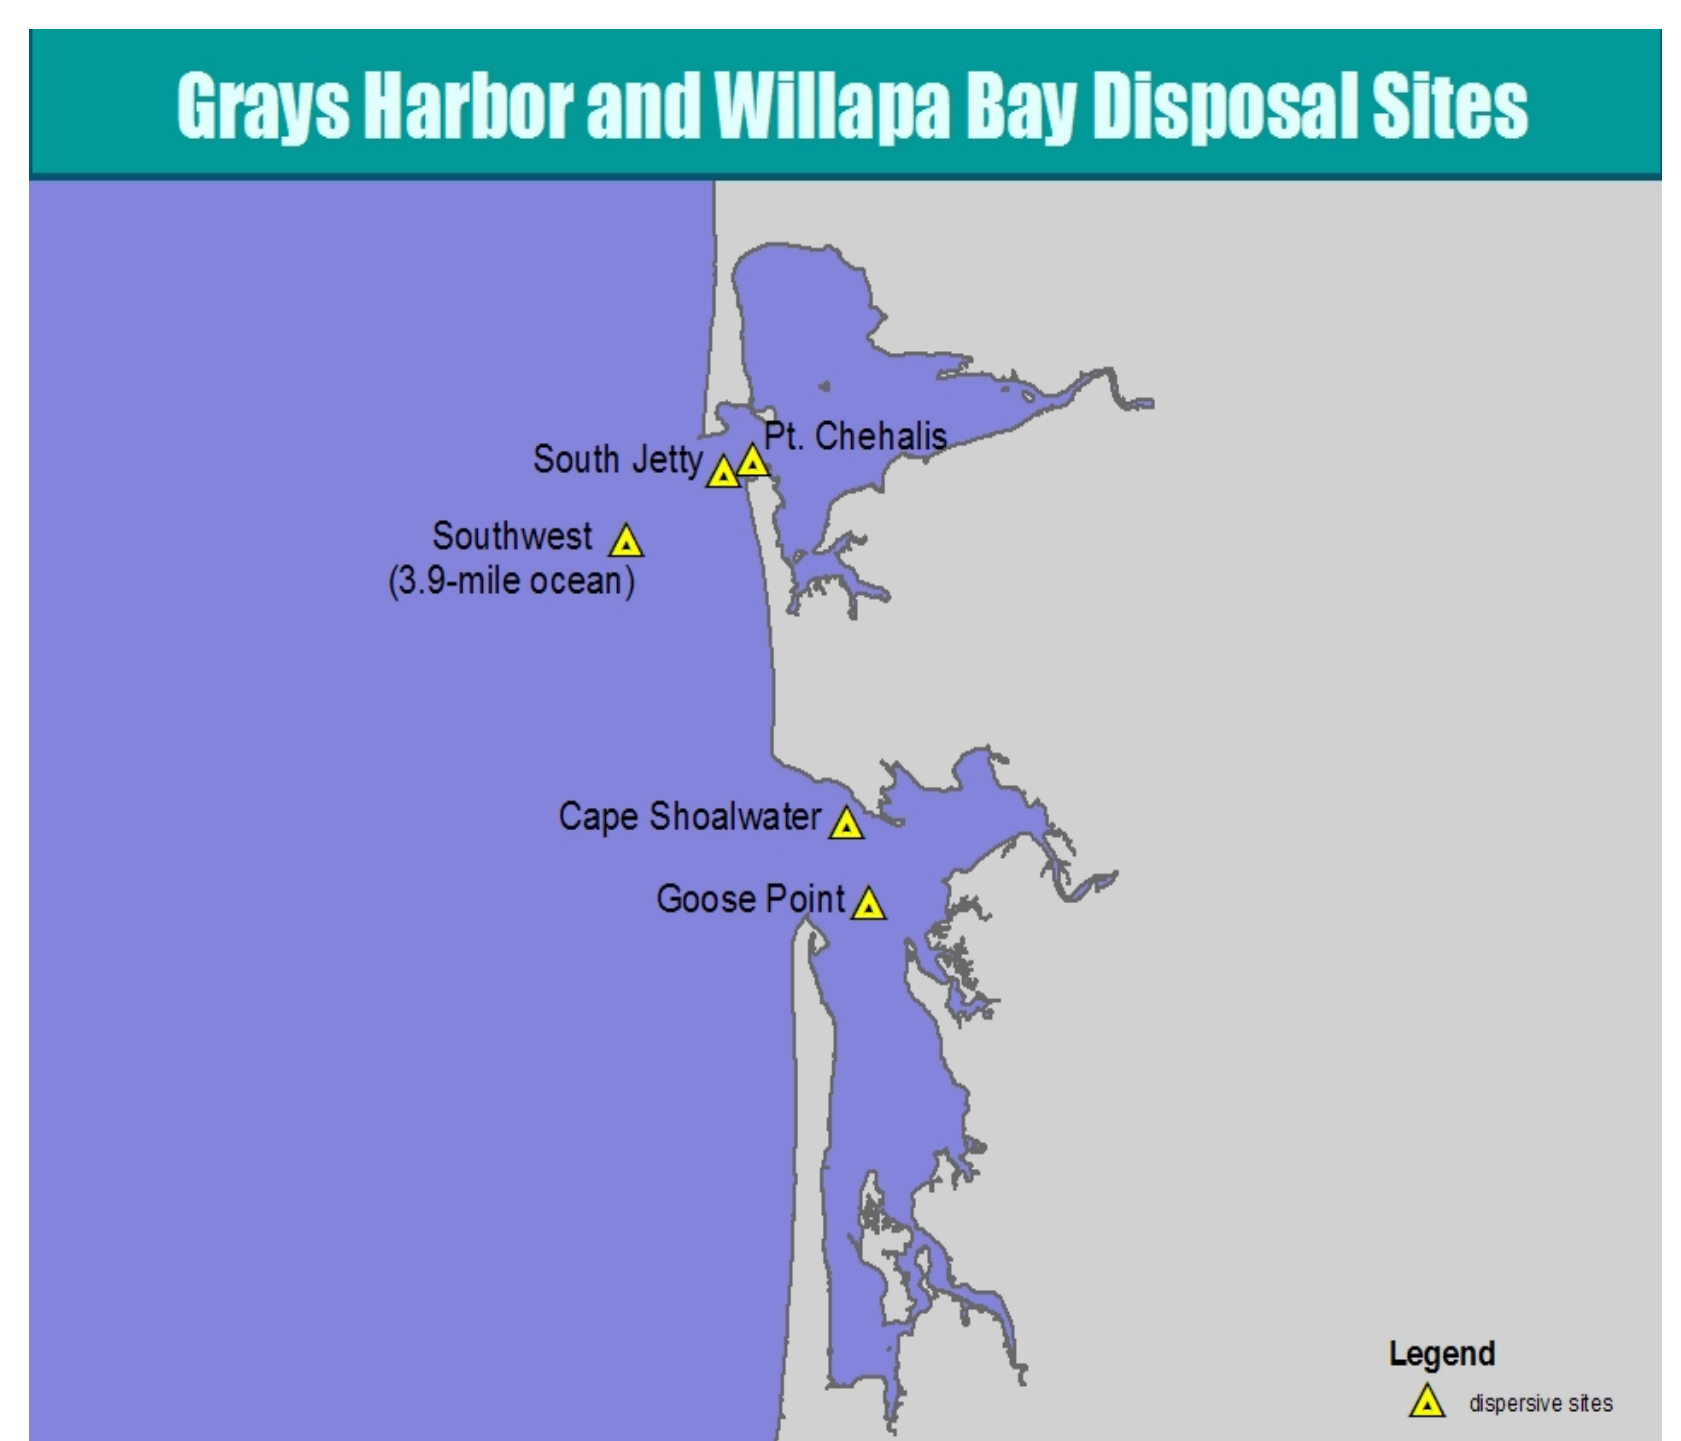 Grays Harbor and Willapa Bay Disposal Sites
Pt. Chehalis
South Jetty
Southwest
(3.9-mile ocean)
Cape Shoalwater
Goose Point
Legend
dispersive sites